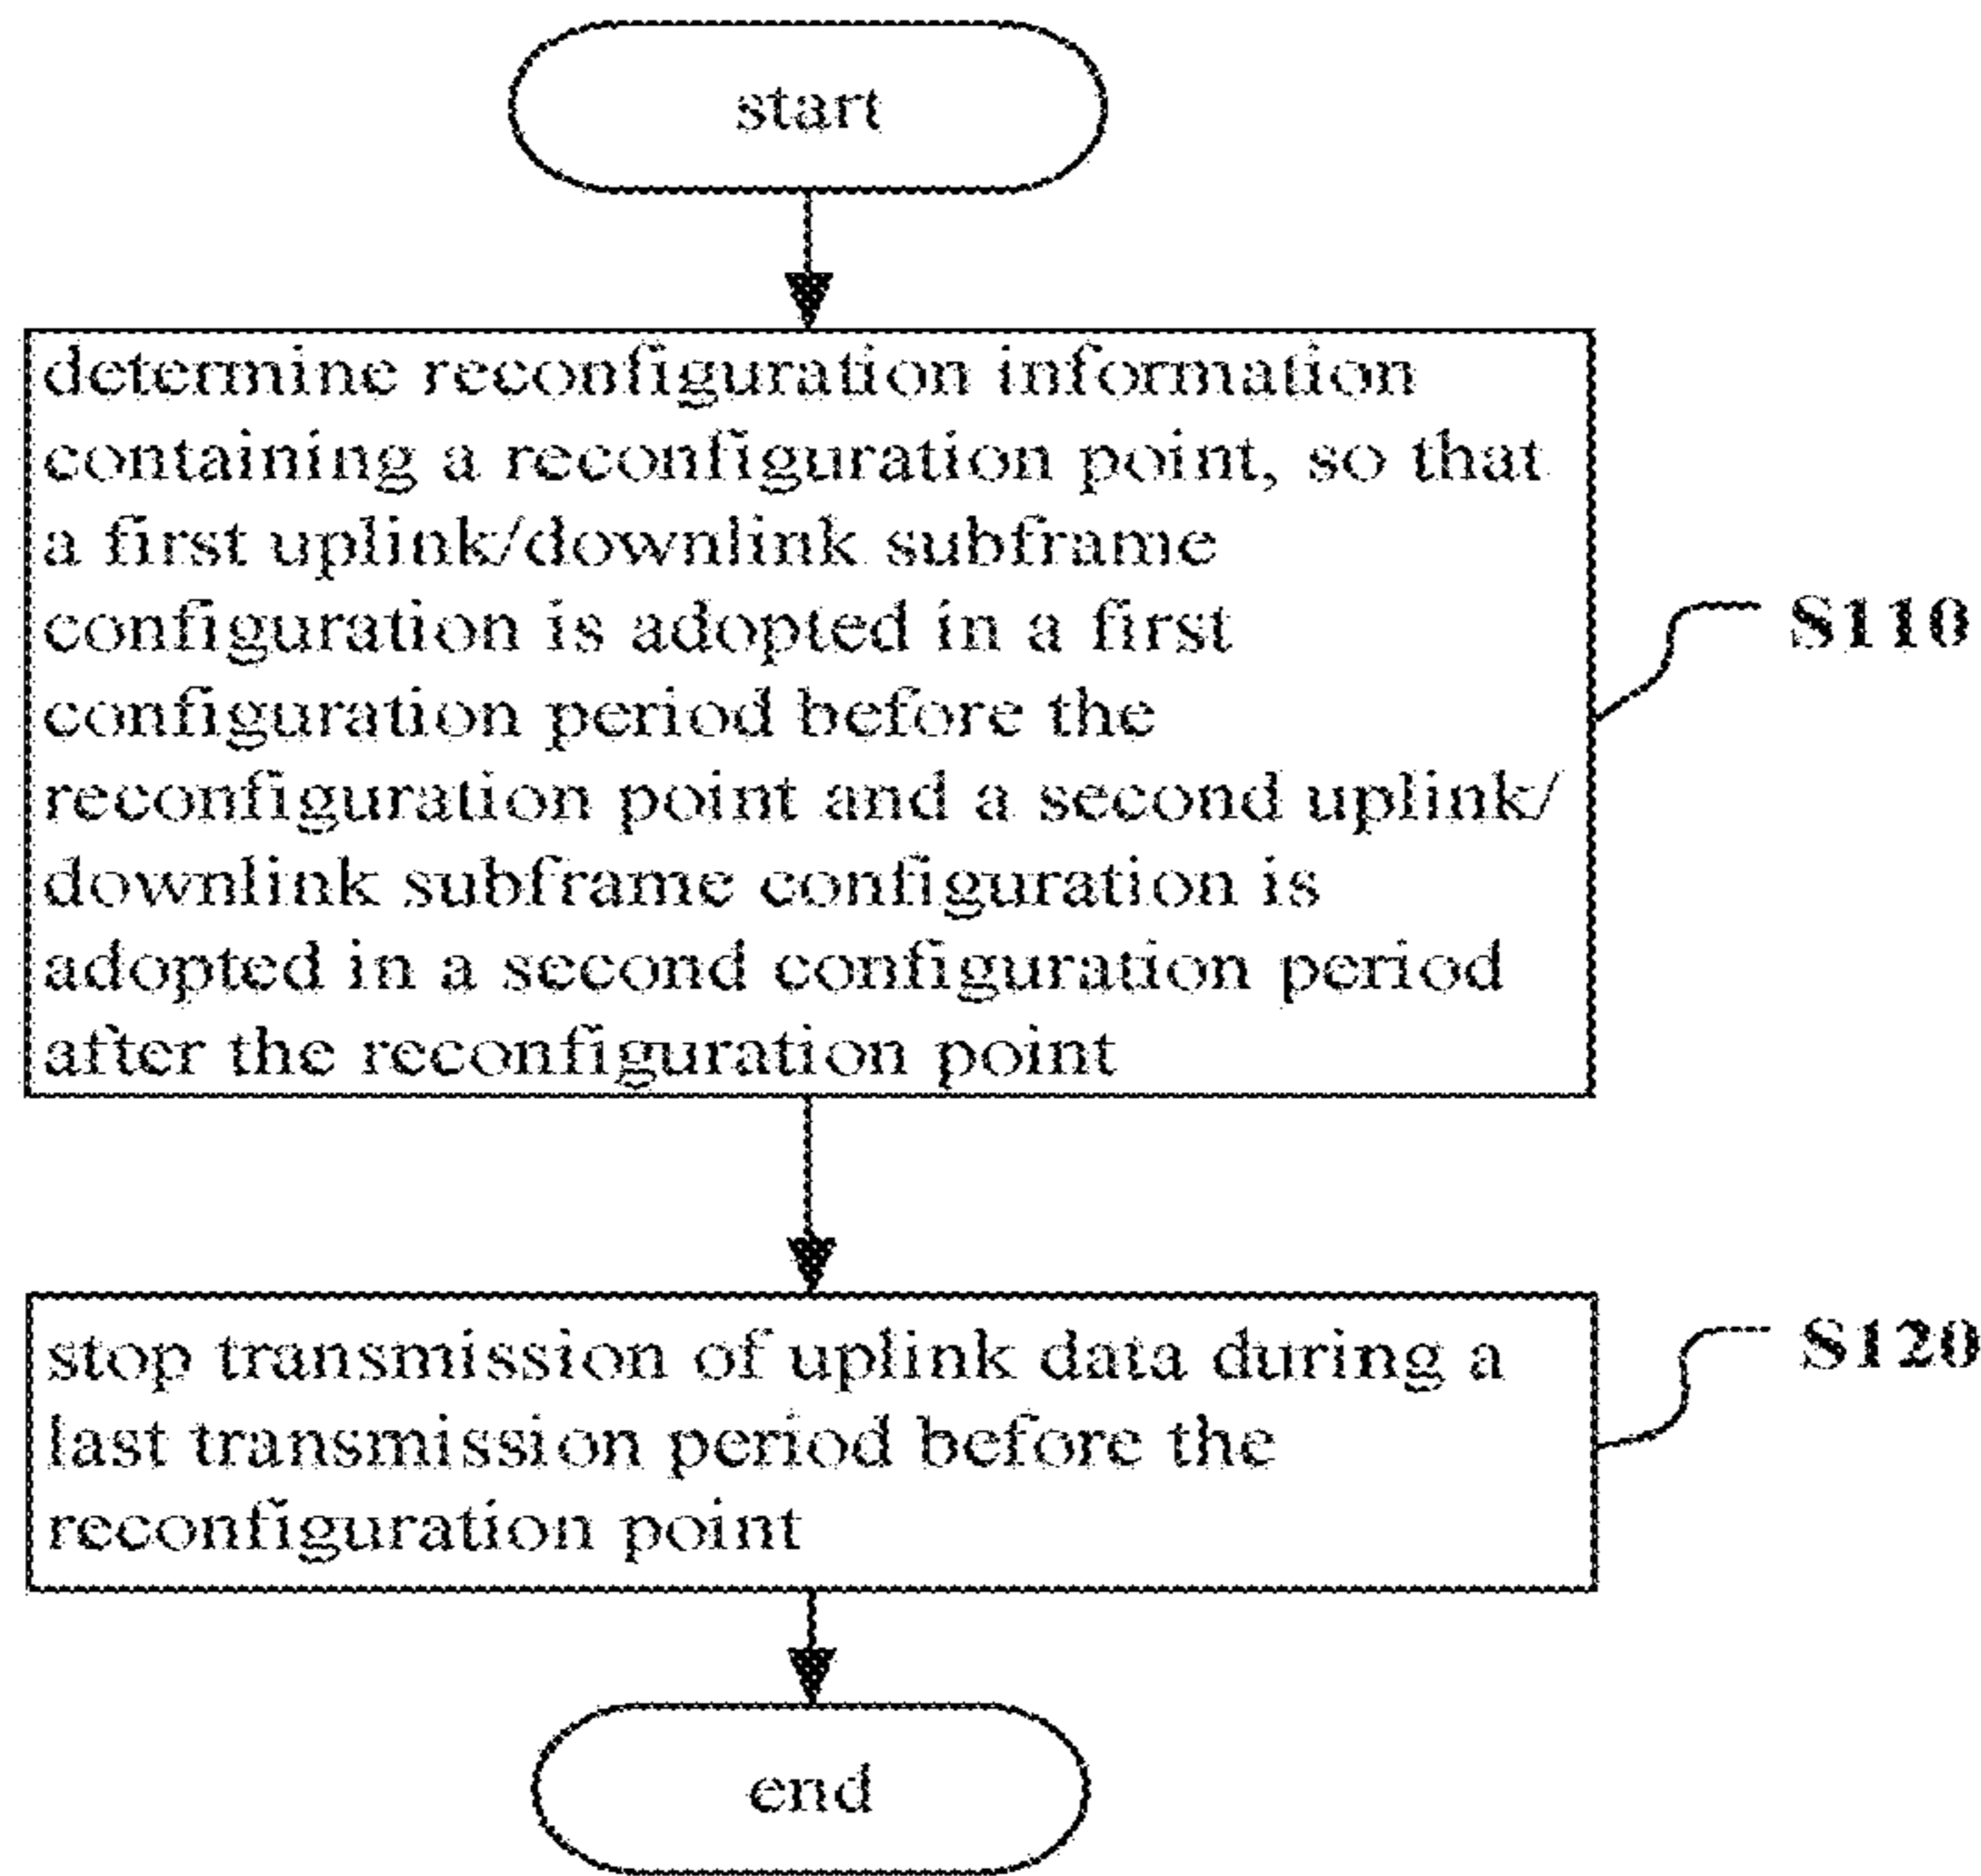 start
determine reconfiguration information
containing a reconfiguration point, so that
a first uplink/downlink subframe
configuration is adopted in a first
configuration period before the
reconfiguration point and a second uplink/
downlink subframe configuration is
adopted in a second configuration period
after the reconfiguration point
S110
stop transmission of uplink data during a
last transmission period before the
reconfiguration point
S120
end